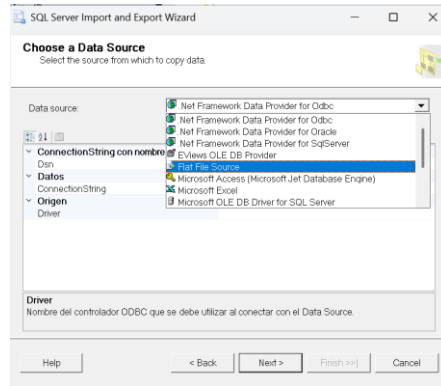 SQL Server Import and Export Wizard
Choose a Data Source
Select the source from which to copy data.
Data source:
Net Framework Data Provider for Odbc
Net Framework Data Provider for Odbc
Net Framework Data Provider for Oracle
Net Framework Data Provider for SqlServer
EViews OLE DB Provider
Flat File Source
Microsoft Access (Microsoft Jet Database Engine)
Microsoft Excel
Microsoft OLE DB Driver for SQL Server
ConnectionString con nombre
Dsn
Datos
ConnectionString
Origen
Driver
Driver
Nombre del controlador ODBC que se debe utilizar al conectar con el Data Source.
Help
< Back
Next >
Finish >>|
Cancel